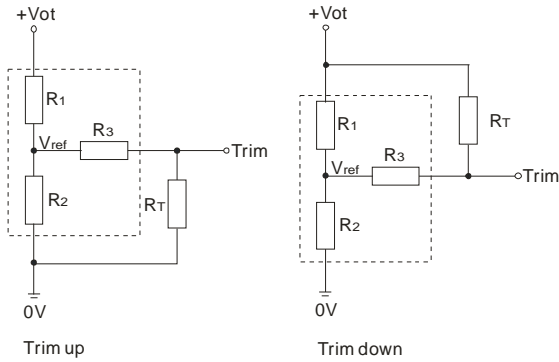 +Vot
R1
Vref
R3
Trim
R2
RT
0V
Trim up
+Vot
R1
RT
Vref
R3
Trim
R2
0V
Trim down